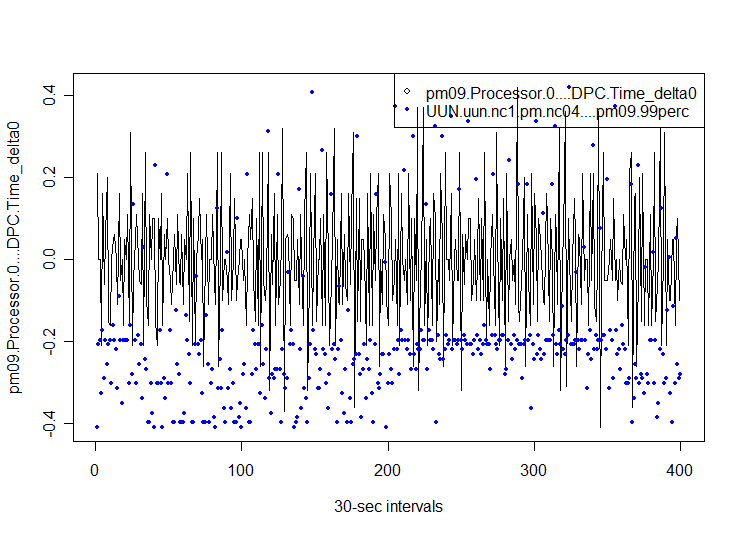 pm09.Processor.0....DPC.Time_delta0
UUN.uun.nc1.pm.nc04....pm09.99perc
pm09.Processor.0....DPC.Time_delta0
0.4
0.2
0.0
-0.2
-0.4
0
100
200
300
400
30-sec intervals